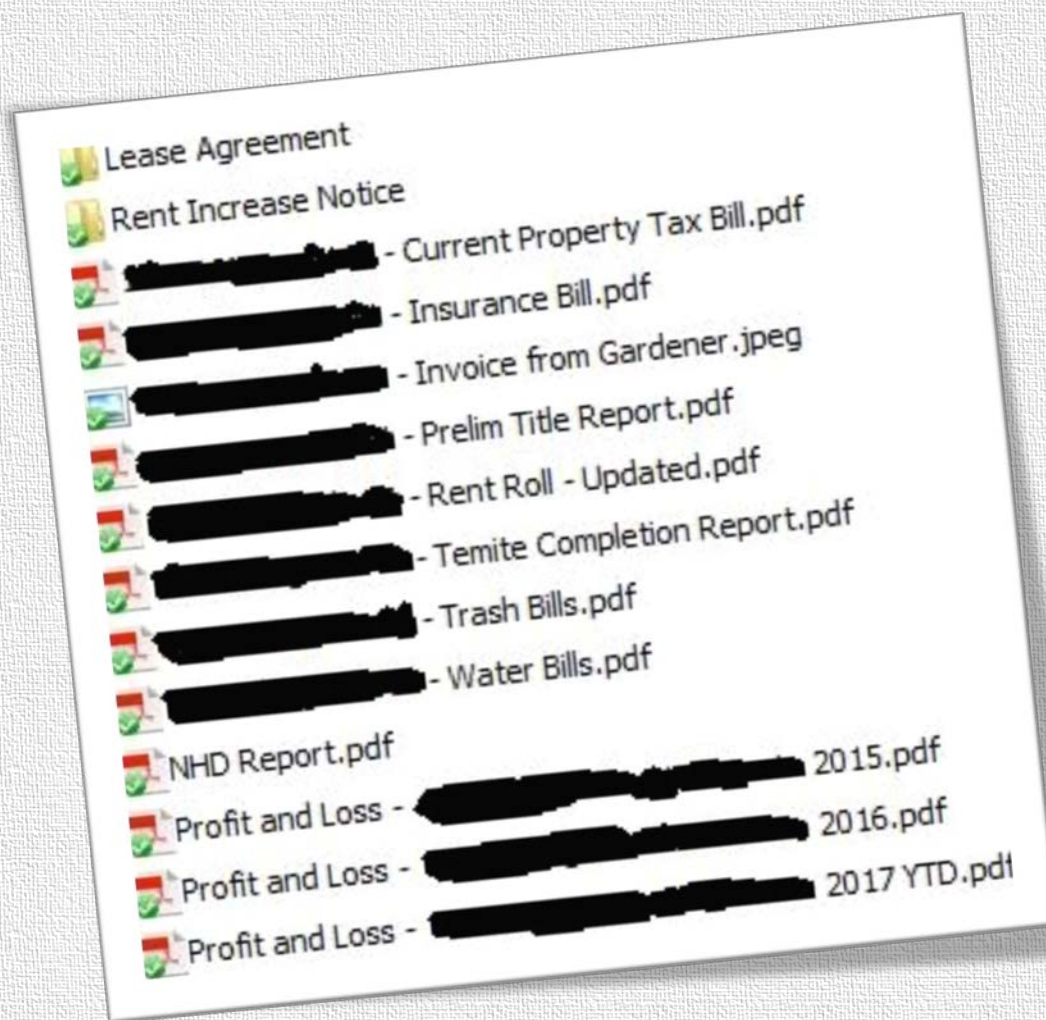 Lease Agreement
Rent Increase Notice
- Current Property Tax Bill.pdf
- Insurance Bill.pdf
- Invoice from Gardener.jpeg
- Prelim Title Report.pdf
- Rent Roll - Updated.pdf
- Temite Completion Report.pdf
- Trash Bills.pdf
- Water Bills.pdf
NHD Report.pdf
Profit and Loss - 2015.pdf
Profit and Loss - 2016.pdf
Profit and Loss - 2017 YTD.pdf